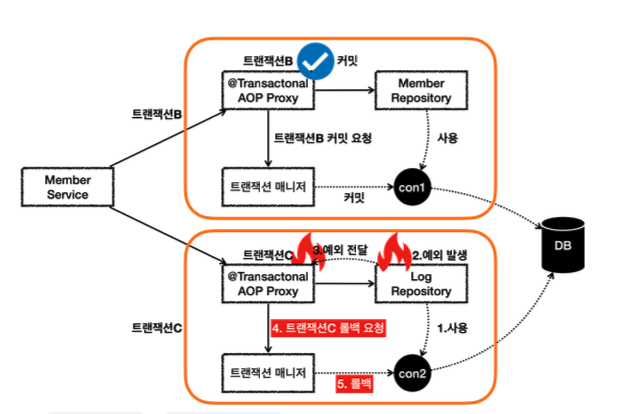 트랜잭션B
커밋
@Transactonal
AOP Proxy
Member
Repository
트랜잭션B
트랜잭션B 커밋 요청
사용
Member
Service
트랜잭션 매니저
커밋
con1
DB
트랜잭션C
3.예외 전달
2.예외 발생
@Transactonal
AOP Proxy
Log
Repository
트랜잭션C
4. 트랜잭션C 롤백 요청
1.사용
트랜잭션 매니저
5. 롤백
con2